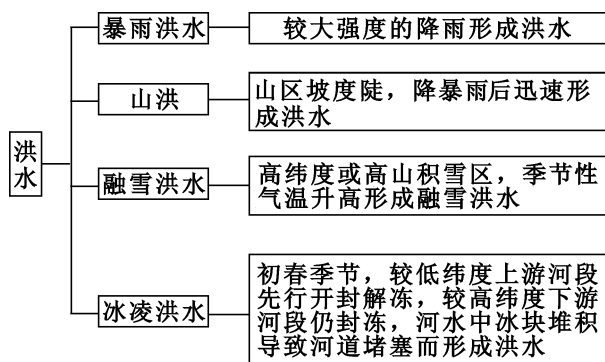 洪水
暴雨洪水
较大强度的降雨形成洪水
山洪
山区坡度陡，降暴雨后迅速形
成洪水
融雪洪水
高纬度或高山积雪区，季节性
气温升高形成融雪洪水
冰凌洪水
初春季节，较低纬度上游河段
先行开封解冻，较高纬度下游
河段仍封冻，河水中冰块堆积
导致河道堵塞而形成洪水